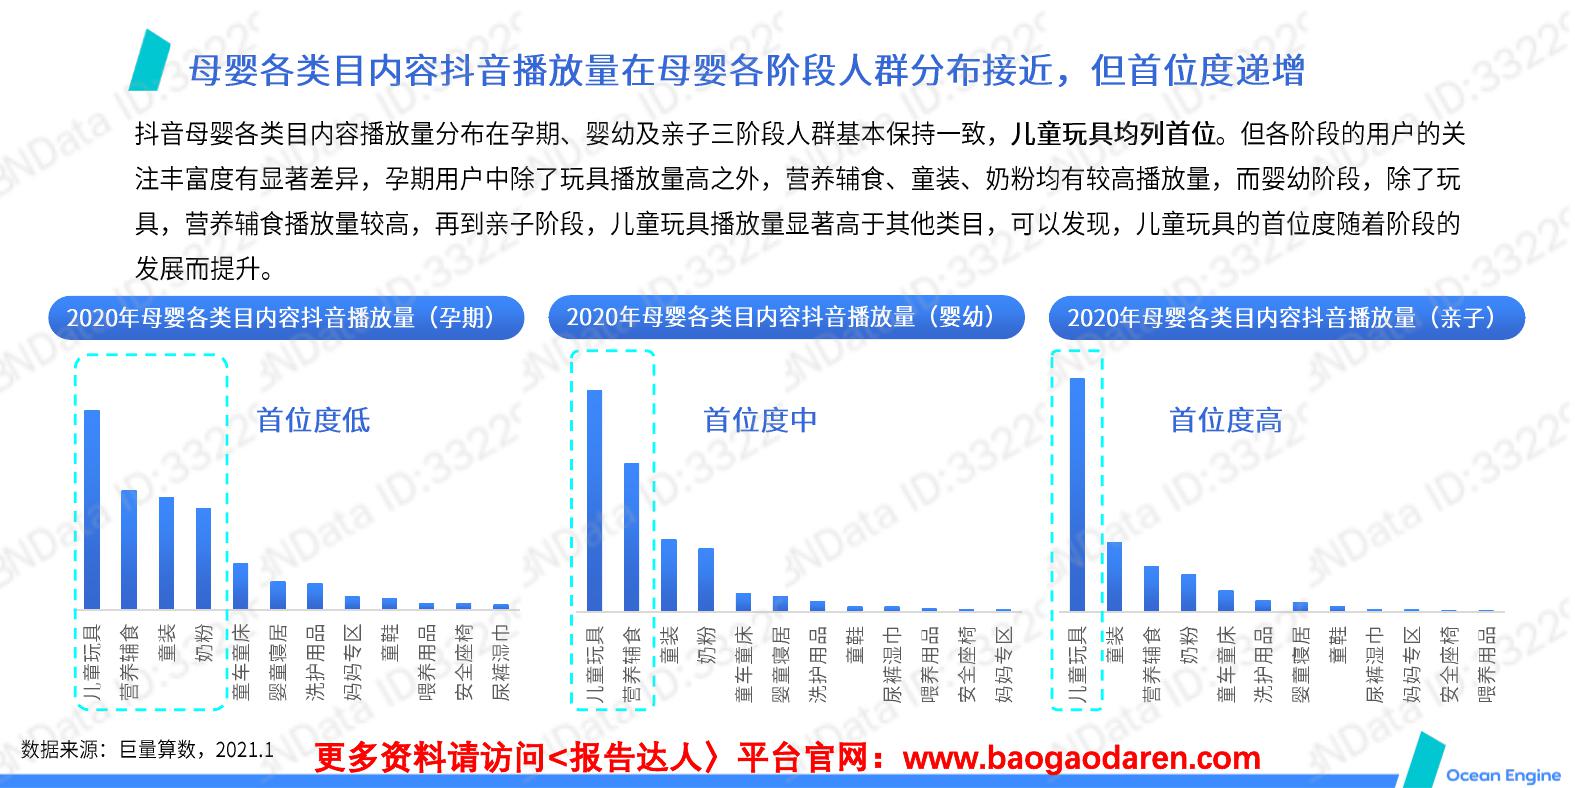 母婴各类目内容抖音播放量在母婴各阶段人群分布接近，但首位度递增
抖音母婴各类目内容播放量分布在孕期、婴幼及亲子三阶段人群基本保持一致，儿童玩具均列首位。但各阶段的用户的关
注丰富度有显著差异，孕期用户中除了玩具播放量高之外，营养辅食、童装、奶粉均有较高播放量，而婴幼阶段，除了玩
具，营养辅食播放量较高，再到亲子阶段，儿童玩具播放量显著高于其他类目，可以发现，儿童玩具的首位度随着阶段的
发展而提升。
2020年母婴各类目内容抖音播放量（孕期）
首位度低
儿童玩具
营养辅食
童装
奶粉
童车童床
婴童寝居
洗护用品
妈妈专区
童鞋
喂养用品
安全座椅
尿裤湿巾
2020年母婴各类目内容抖音播放量（婴幼）
首位度中
儿童玩具
营养辅食
童装
奶粉
童车童床
婴童寝居
洗护用品
童鞋
尿裤湿巾
喂养用品
安全座椅
妈妈专区
2020年母婴各类目内容抖音播放量（亲子）
首位度高
儿童玩具
童装
营养辅食
奶粉
童车童床
洗护用品
婴童寝居
童鞋
尿裤湿巾
妈妈专区
安全座椅
喂养用品
数据来源：巨量算数，2021.1
更多资料请访问<报告达人〉平台官网：www.baogaodaren.com
Ocean Engine